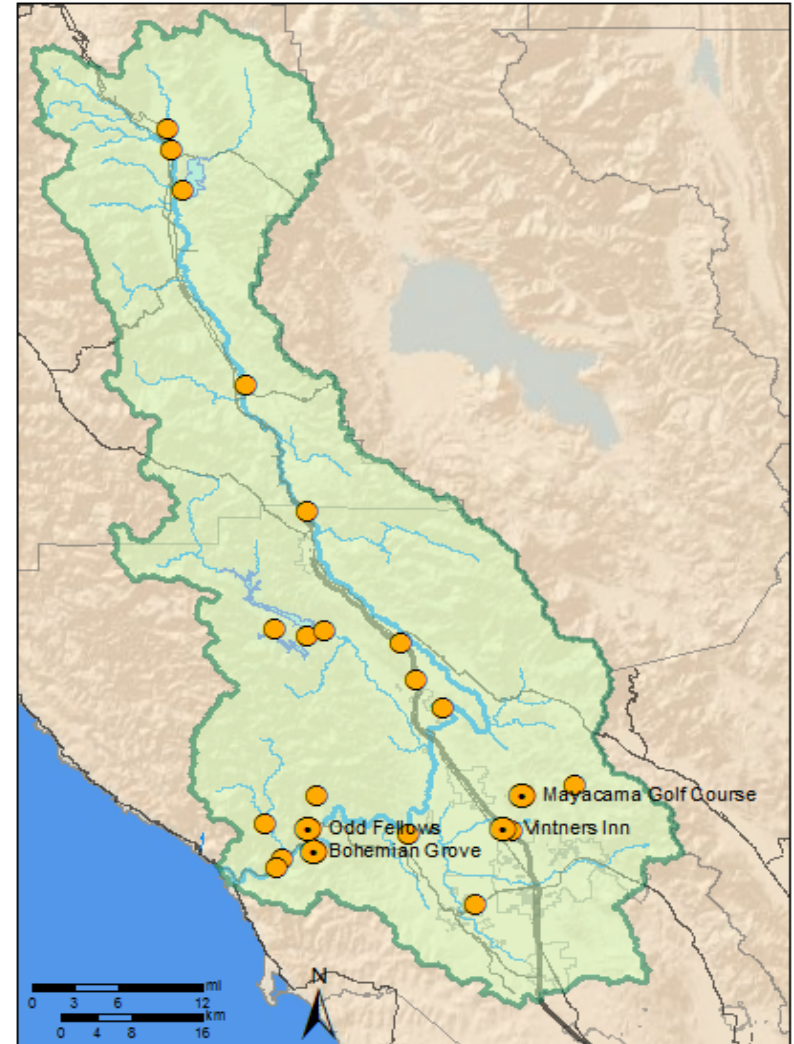 Mayacama Golf Course
Odd Fellows
Vintners Inn
Bohemian Grove
N
mi
0 3 6 12
km
0 4 8 16